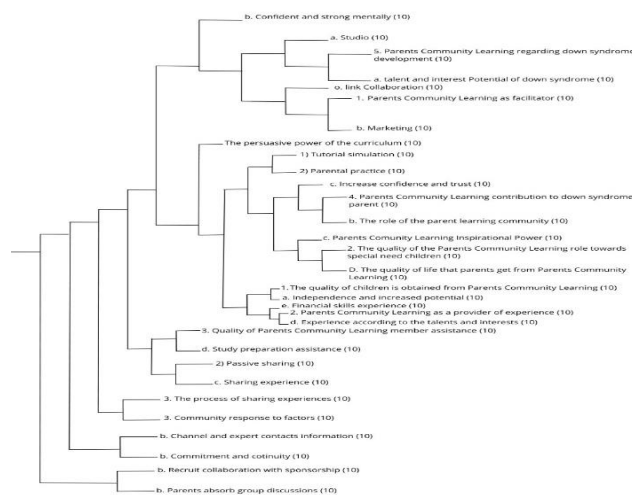 b. Confident and strong mentally (10)
a. Studio (10)
5. Parents Community Learning regarding down syndrome
development (10)
a. talent and interest Potential of down syndrome (10)
o. link Collaboration (10)
1. Parents Community Learning as facilitator (10)
b. Marketing (10)
The persuasive power of the curriculum (10)
1) Tutorial simulation (10)
2) Parental practice (10)
c. Increase confidence and trust (10)
4. Parents Community Learning contribution to down syndrome
parent (10)
b. The role of the parent learning community (10)
c. Parents Comunity Learning Inspirational Power (10)
2. The quality of the Parents Community Learning role towards
special need children (10)
D. The quality of life that parents get from Parents Community
Learning (10)
1.The quality of children is obtained from Parents Community Learning (10)
a. Independence and increased potential (10)
e. Financial skills experience (10)
2. Parents Community Learning as a provider of experience (10)
d. Experience according to the talents and interests (10)
3. Quality of Parents Community Learning member assistance (10)
d. Study preparation assistance (10)
2) Passive sharing (10)
c. Sharing experience (10)
3. The process of sharing experiences (10)
3. Community response to factors (10)
b. Channel and expert contacts information (10)
b. Commitment and cotinuity (10)
b. Recruit collaboration with sponsorship (10)
b. Parents absorb group discussions (10)